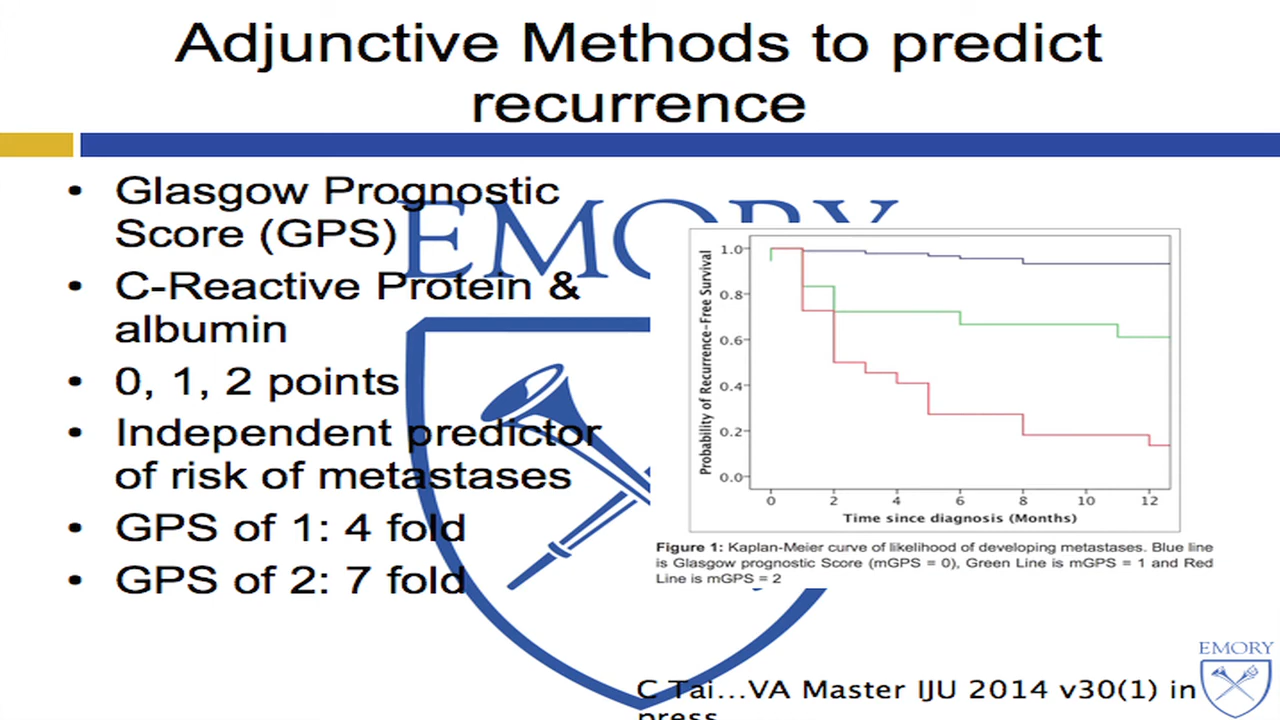 Adjunctive Methods to predict
recurrence
• Glasgow Prognostic
Score (GPS)
• C-Reactive Protein &
albumin
• 0, 1, 2 points
• Independent predictor
of risk of metastases
• GPS of 1: 4 fold
• GPS of 2: 7 fold
EMORY
Probability of Recurrence-Free Survival
1.0
0.8
0.6
0.4
0.2
0.0
0 2 4 6 8 10 12
Time since diagnosis (Months)
Figure 1: Kaplan-Meier curve of likelihood of developing metastases. Blue line
is Glasgow prognostic Score (mGPS = 0), Green Line is mGPS = 1 and Red
Line is mGPS = 2
C Tai...VA Master IJU 2014 v30(1) in
press
EMORY